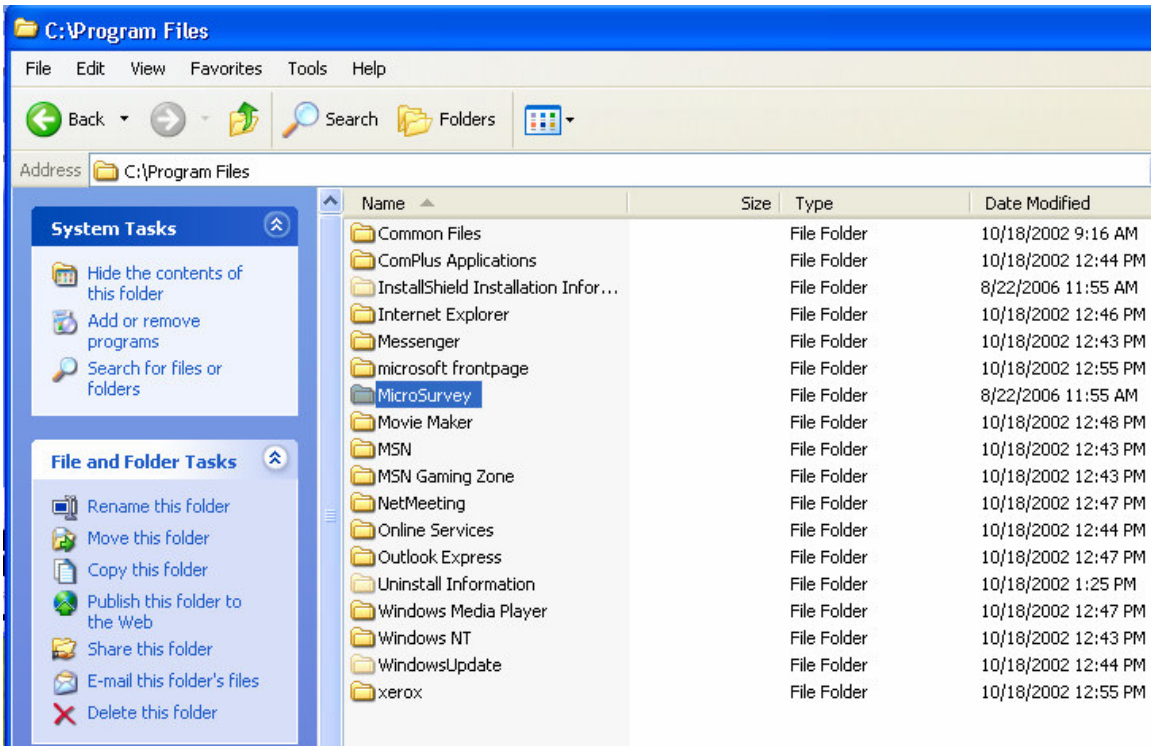 C:\Program Files
File Edit View Favorites Tools Help
Back Search Folders
Address C:\Program Files
System Tasks
Hide the contents of
this folder
Add or remove
programs
Search for files or
folders
File and Folder Tasks
Rename this folder
Move this folder
Copy this folder
Publish this folder to
the Web
Share this folder
E-mail this folder's files
Delete this folder
Name Size Type Date Modified
Common Files File Folder 10/18/2002 9:16 AM
ComPlus Applications File Folder 10/18/2002 12:44 PM
InstallShield Installation Infor... File Folder 8/22/2006 11:55 AM
Internet Explorer File Folder 10/18/2002 12:46 PM
Messenger File Folder 10/18/2002 12:43 PM
microsoft frontpage File Folder 10/18/2002 12:55 PM
MicroSurvey File Folder 8/22/2006 11:55 AM
Movie Maker File Folder 10/18/2002 12:48 PM
MSN File Folder 10/18/2002 12:43 PM
MSN Gaming Zone File Folder 10/18/2002 12:43 PM
NetMeeting File Folder 10/18/2002 12:47 PM
Online Services File Folder 10/18/2002 12:44 PM
Outlook Express File Folder 10/18/2002 12:47 PM
Uninstall Information File Folder 10/18/2002 1:25 PM
Windows Media Player File Folder 10/18/2002 12:47 PM
Windows NT File Folder 10/18/2002 12:43 PM
WindowsUpdate File Folder 10/18/2002 12:44 PM
xerox File Folder 10/18/2002 12:55 PM